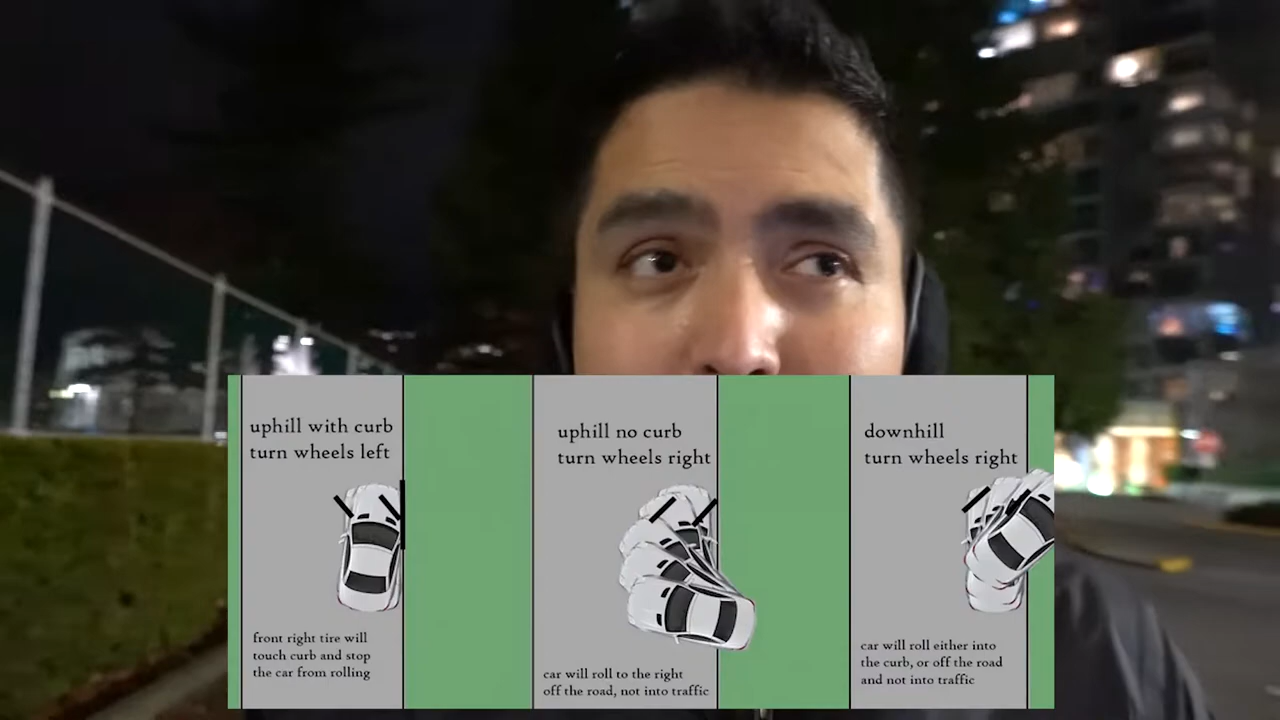 uphill with curb
turn wheels left
front right tire will
touch curb and stop
the car from rolling
uphill no curb
turn wheels right
car will roll to the right
off the road, not into traffic
downhill
turn wheels right
car will roll either into
the curb, or off the road
and not into traffic